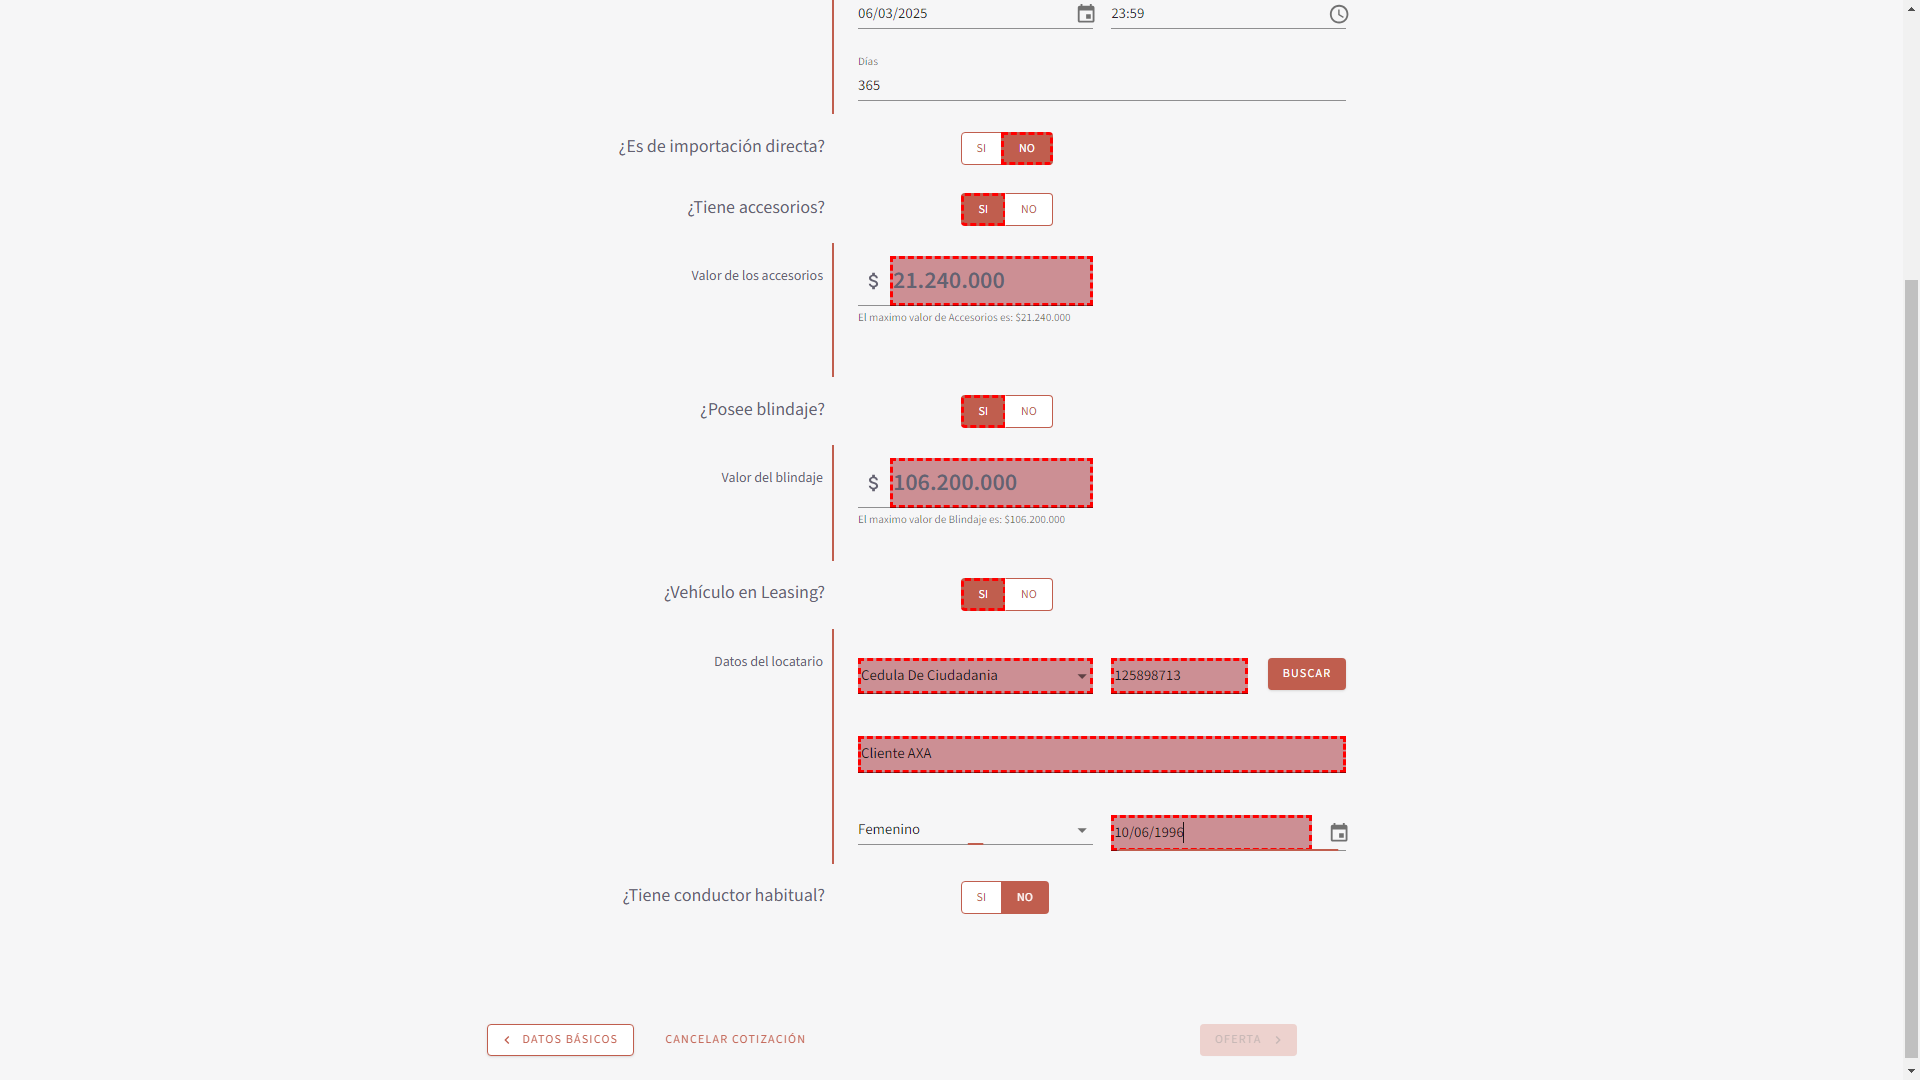 06/03/2025 23:59
Días
365
¿Es de importación directa? SI NO
¿Tiene accesorios? SI NO
Valor de los accesorios $ 21.240.000
El maximo valor de Accesorios es: $21.240.000
¿Posee blindaje? SI NO
Valor del blindaje $ 106.200.000
El maximo valor de Blindaje es: $106.200.000
¿Vehículo en Leasing? SI NO
Datos del locatario Cedula De Ciudadania 125898713 BUSCAR
Cliente AXA
Femenino 10/06/1996
¿Tiene conductor habitual? SI NO
DATOS BÁSICOS CANCELAR COTIZACIÓN OFERTA